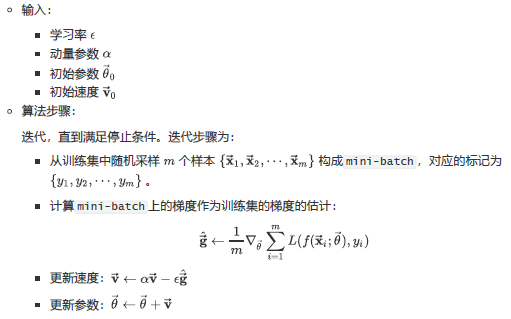 输入：
学习率 ϵ
动量参数 α
初始参数 $\vec{\theta}_0$
初始速度 $\vec{\mathbf{v}}_0$
算法步骤：
迭代，直到满足停止条件。迭代步骤为：
从训练集中随机采样 m 个样本 $\{\vec{\mathbf{x}}_1, \vec{\mathbf{x}}_2, \cdots, \vec{\mathbf{x}}_m\}$ 构成 mini-batch，对应的标记为
$\{y_1, y_2, \cdots, y_m\}$ 。
计算 mini-batch 上的梯度作为训练集的梯度的估计：
$\hat{\vec{\mathbf{g}}} \leftarrow \frac{1}{m} \nabla_{\vec{\theta}} \sum_{i=1}^{m} L(f(\vec{\mathbf{x}}_i; \vec{\theta}), y_i)$
更新速度：$\vec{\mathbf{v}} \leftarrow \alpha \vec{\mathbf{v}} - \epsilon \hat{\vec{\mathbf{g}}}$
更新参数：$\vec{\theta} \leftarrow \vec{\theta} + \vec{\mathbf{v}}$